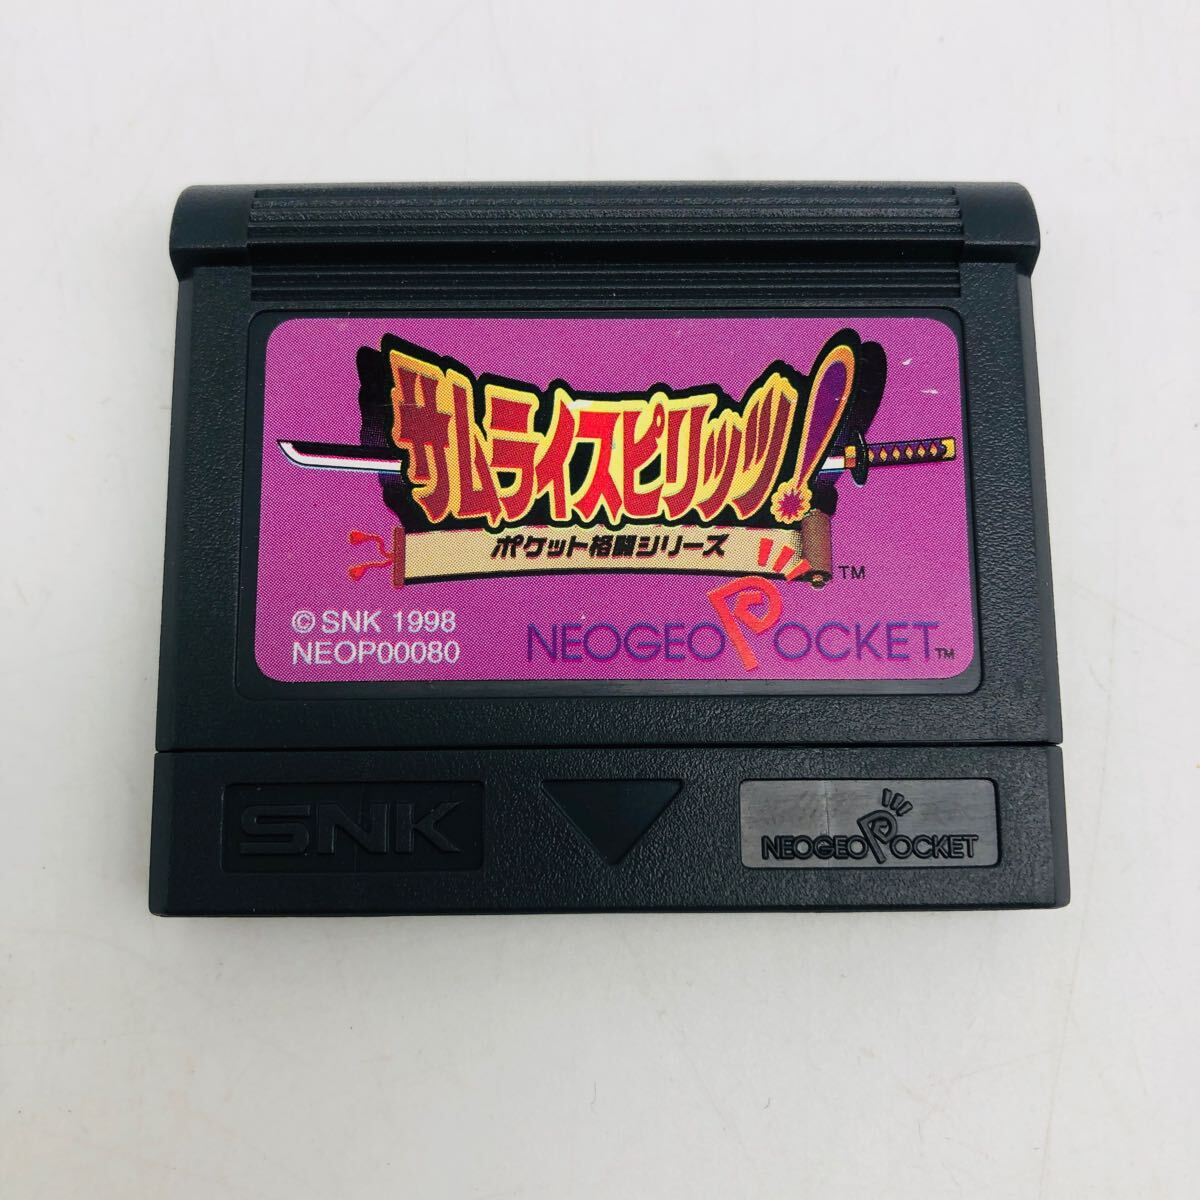 サムライスピリッツ!
ポケット格闘シリーズ
TM
© SNK 1998
NEOP00080
NEOGEO POCKET TM
SNK
NEOGEO POCKET